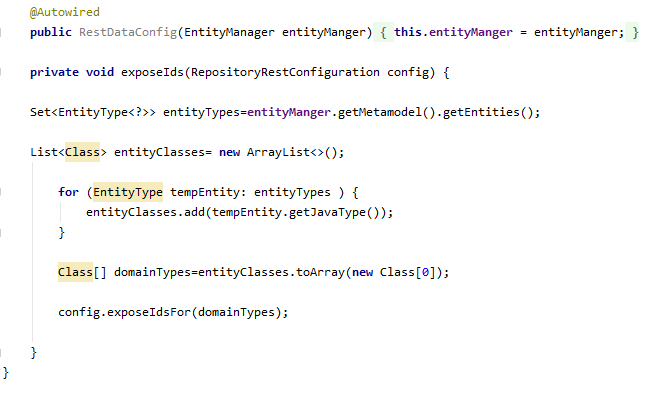 @Autowired
public RestDataConfig(EntityManager entityManger) { this.entityManger = entityManger; }
private void exposeIds(RepositoryRestConfiguration config) {
Set<EntityType<?>> entityTypes=entityManger.getMetamodel().getEntities();
List<Class> entityClasses= new ArrayList<>();
for (EntityType tempEntity: entityTypes ) {
entityClasses.add(tempEntity.getJavaType());
}
Class[] domainTypes=entityClasses.toArray(new Class[0]);
config.exposeIdsFor(domainTypes);
}
}